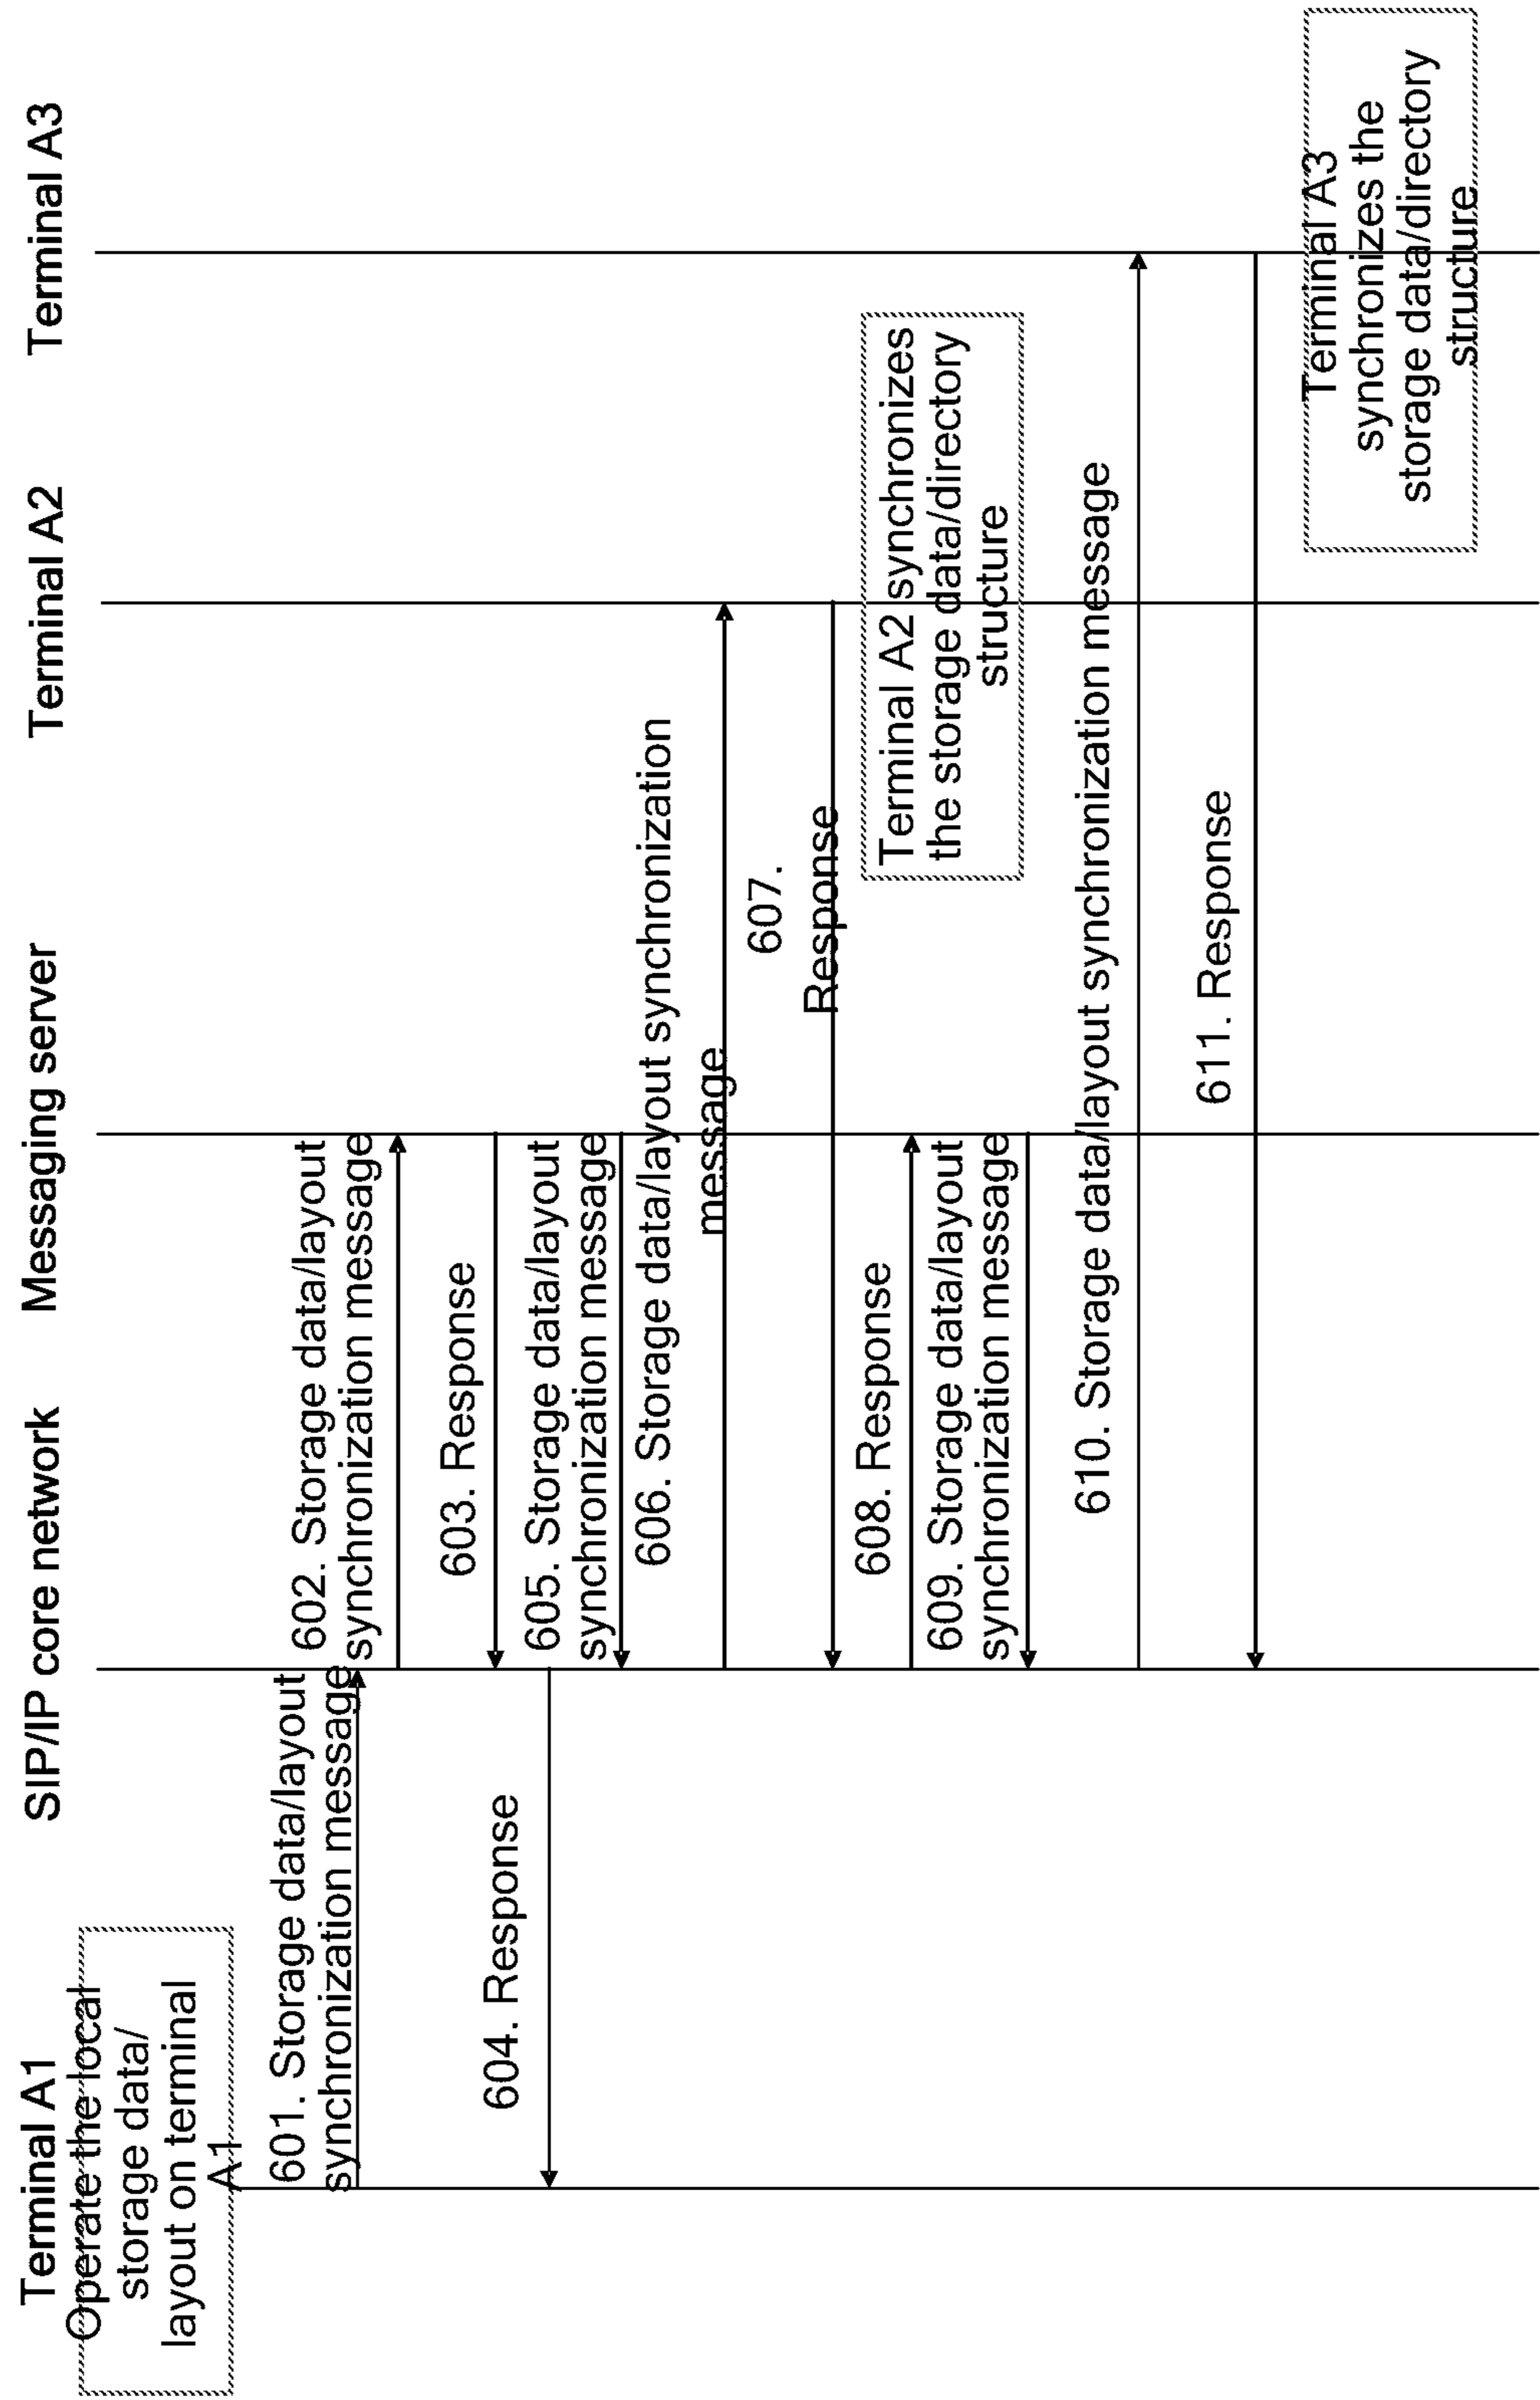 Terminal A1
SIP/IP core network
Messaging server
Terminal A2
Terminal A3
Operate the local
storage data/
layout on terminal
A1
601. Storage data/layout
synchronization message
602. Storage data/layout
synchronization message
603. Response
604. Response
605. Storage data/layout
synchronization message
606. Storage data/layout synchronization
message
607.
Response
Terminal A2 synchronizes
the storage data/directory
structure
608. Response
609. Storage data/layout
synchronization message
610. Storage data/layout synchronization message
611. Response
Terminal A3
synchronizes the
storage data/directory
structure